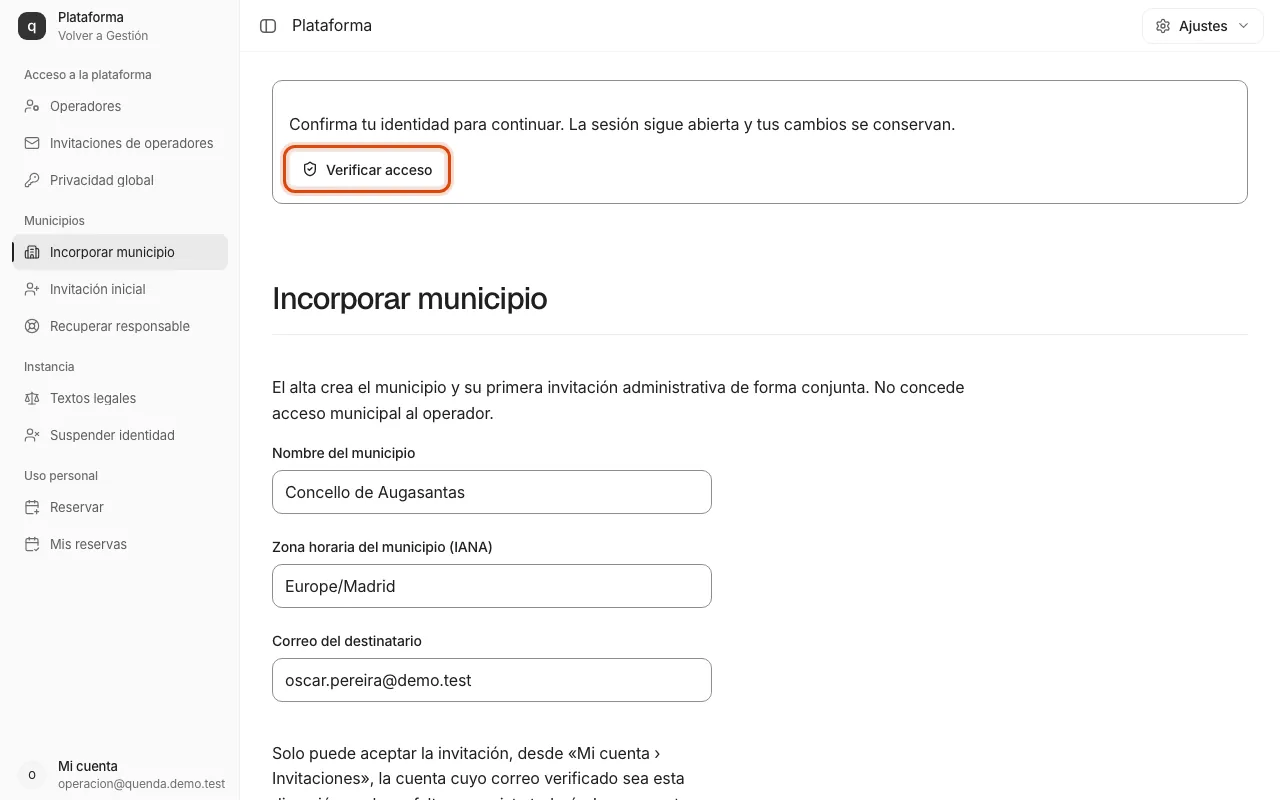 q
Plataforma
Volver a Gestión
Acceso a la plataforma
Operadores
Invitaciones de operadores
Privacidad global
Municipios
Incorporar municipio
Invitación inicial
Recuperar responsable
Instancia
Textos legales
Suspender identidad
Uso personal
Reservar
Mis reservas
O
Mi cuenta
operacion@quenda.demo.test
Plataforma
Ajustes
Confirma tu identidad para continuar. La sesión sigue abierta y tus cambios se conservan.
Verificar acceso
Incorporar municipio
El alta crea el municipio y su primera invitación administrativa de forma conjunta. No concede
acceso municipal al operador.
Nombre del municipio
Concello de Augasantas
Zona horaria del municipio (IANA)
Europe/Madrid
Correo del destinatario
oscar.pereira@demo.test
Solo puede aceptar la invitación, desde «Mi cuenta ›
Invitaciones», la cuenta cuyo correo verificado sea esta